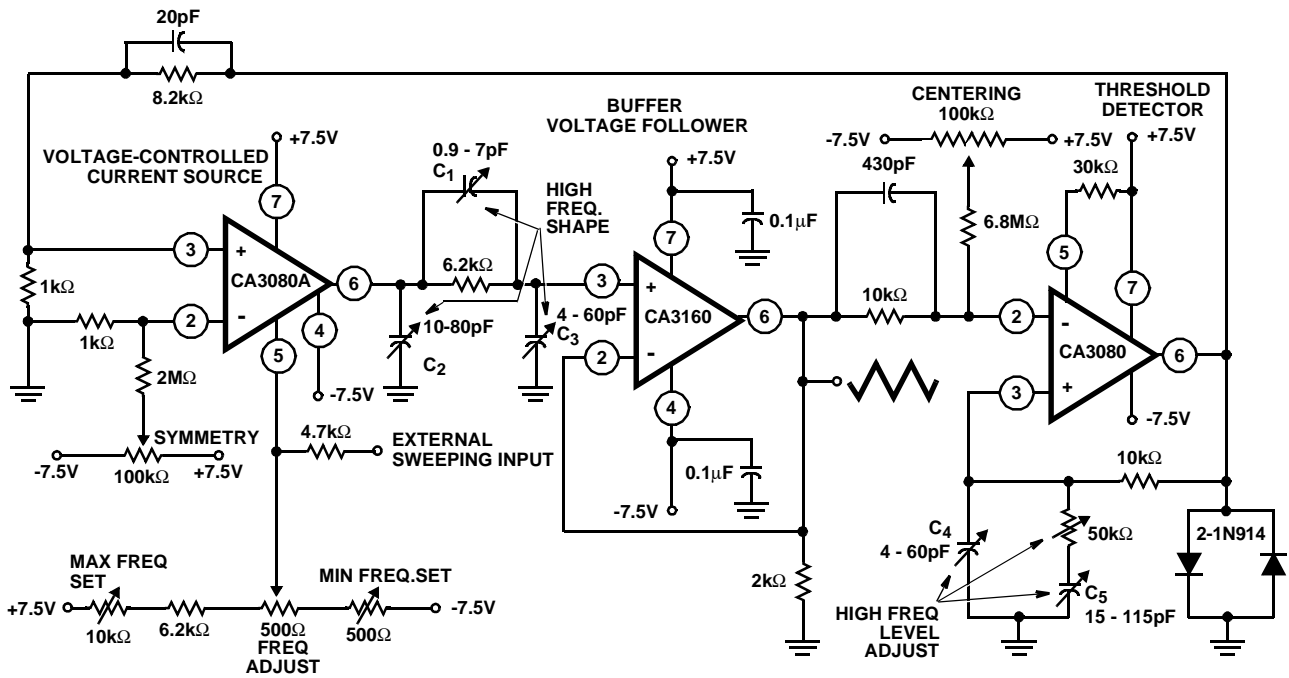 20pF
8.2kΩ
+7.5V
VOLTAGE-CONTROLLED
CURRENT SOURCE
7
3
+
CA3080A
6
1kΩ
1kΩ
2
-
4
5
2MΩ
-7.5V
SYMMETRY
-7.5V
100kΩ
+7.5V
4.7kΩ
EXTERNAL
SWEEPING INPUT
MAX FREQ
SET
+7.5V
10kΩ
6.2kΩ
500Ω
FREQ
ADJUST
MIN FREQ.SET
500Ω
-7.5V
0.9 - 7pF
C1
HIGH
FREQ.
SHAPE
6.2kΩ
10-80pF
C2
4 - 60pF
C3
BUFFER
VOLTAGE FOLLOWER
+7.5V
0.1µF
7
3
+
CA3160
6
2
-
4
0.1µF
-7.5V
2kΩ
CENTERING
100kΩ
-7.5V
+7.5V
430pF
6.8MΩ
10kΩ
THRESHOLD
DETECTOR
+7.5V
30kΩ
5
7
2
-
CA3080
6
3
+
-7.5V
10kΩ
C4
4 - 60pF
50kΩ
C5
15 - 115pF
HIGH FREQ
LEVEL
ADJUST
2-1N914